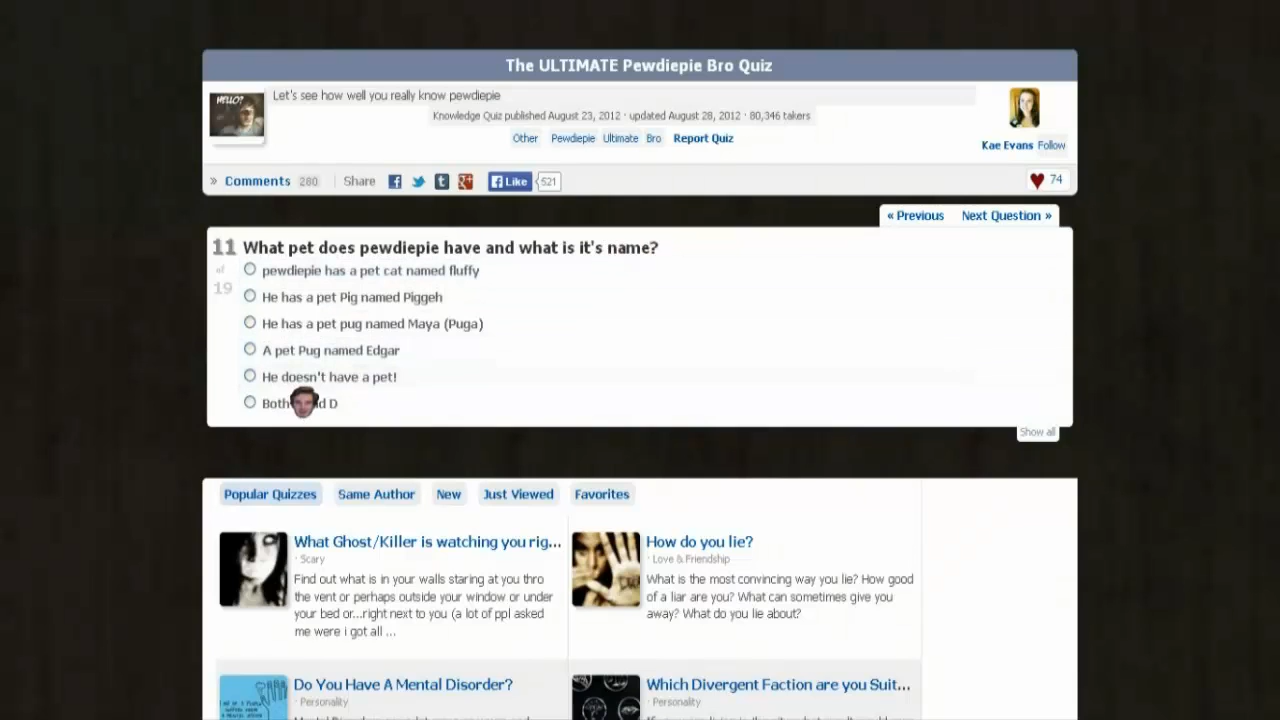 The ULTIMATE Pewdiepie Bro Quiz
HELLO?
Let's see how well you really know pewdiepie
Knowledge Quiz published August 23, 2012 · updated August 28, 2012 · 80,346 takers
Other Pewdiepie Ultimate Bro Report Quiz
Kae Evans Follow
» Comments 280 Share Like 521
74
« Previous Next Question »
11 What pet does pewdiepie have and what is it's name?
of
19
pewdiepie has a pet cat named fluffy
He has a pet Pig named Piggeh
He has a pet pug named Maya (Puga)
A pet Pug named Edgar
He doesn't have a pet!
Both D
Show all
Popular Quizzes Same Author New Just Viewed Favorites
What Ghost/Killer is watching you rig...
· Scary
Find out what is in your walls staring at you thro
the vent or perhaps outside your window or under
your bed or...right next to you (a lot of ppl asked
me were i got all ...
How do you lie?
· Love & Friendship
What is the most convincing way you lie? How good
of a liar are you? What can sometimes give you
away? What do you lie about?
Do You Have A Mental Disorder?
· Personality
Which Divergent Faction are you Suit...
· Personality